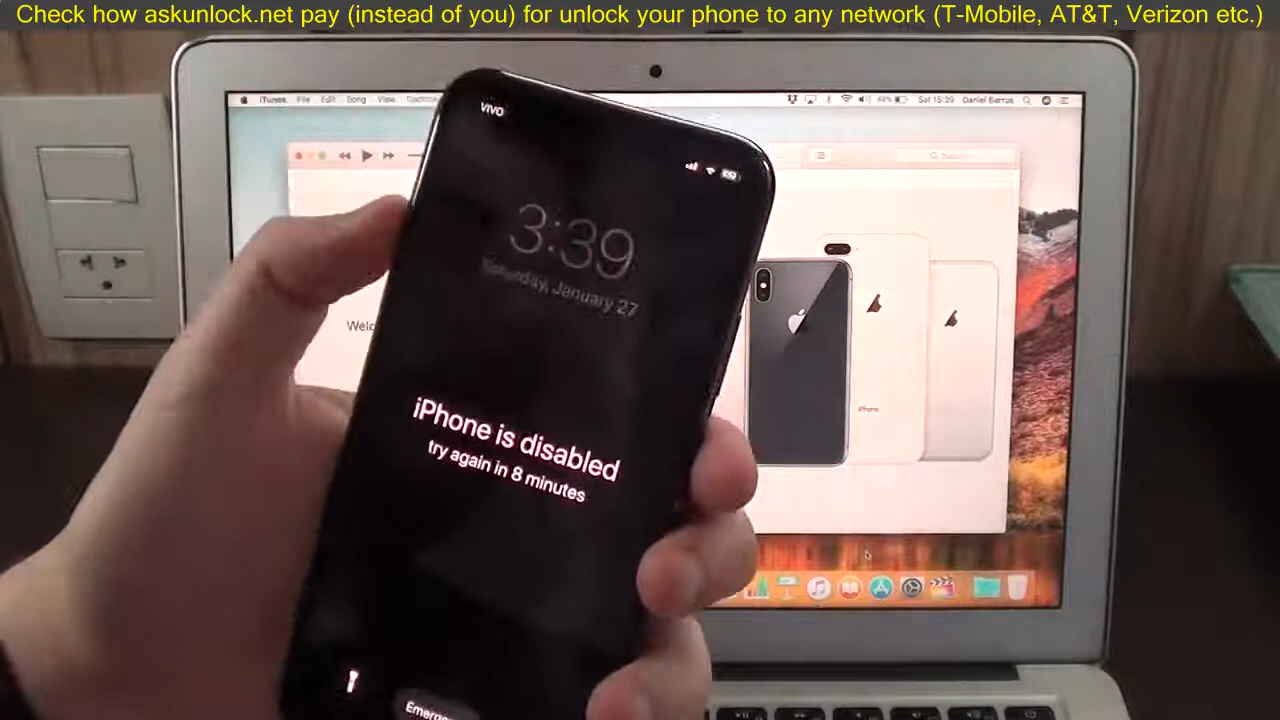 Check how askunlock.net pay (instead of you) for unlock your phone to any network (T-Mobile, AT&T, Verizon etc.)
iTunes File Edit Song View
Sat 15:39 Daniel Barros
VIVO
3:39
Saturday, January 27
iPhone is disabled
try again in 8 minutes
iPhone